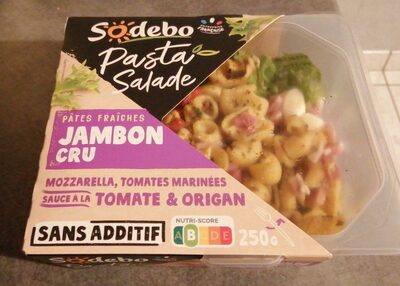 Sodebo
Pasta
Salade
PÂTES FRAÎCHES
JAMBON
CRU
MOZZARELLA, TOMATES MARINÉES
SAUCE À LA TOMATE & ORIGAN
SANS ADDITIF
NUTRI-SCORE
A B C D E
250g
Sodebo